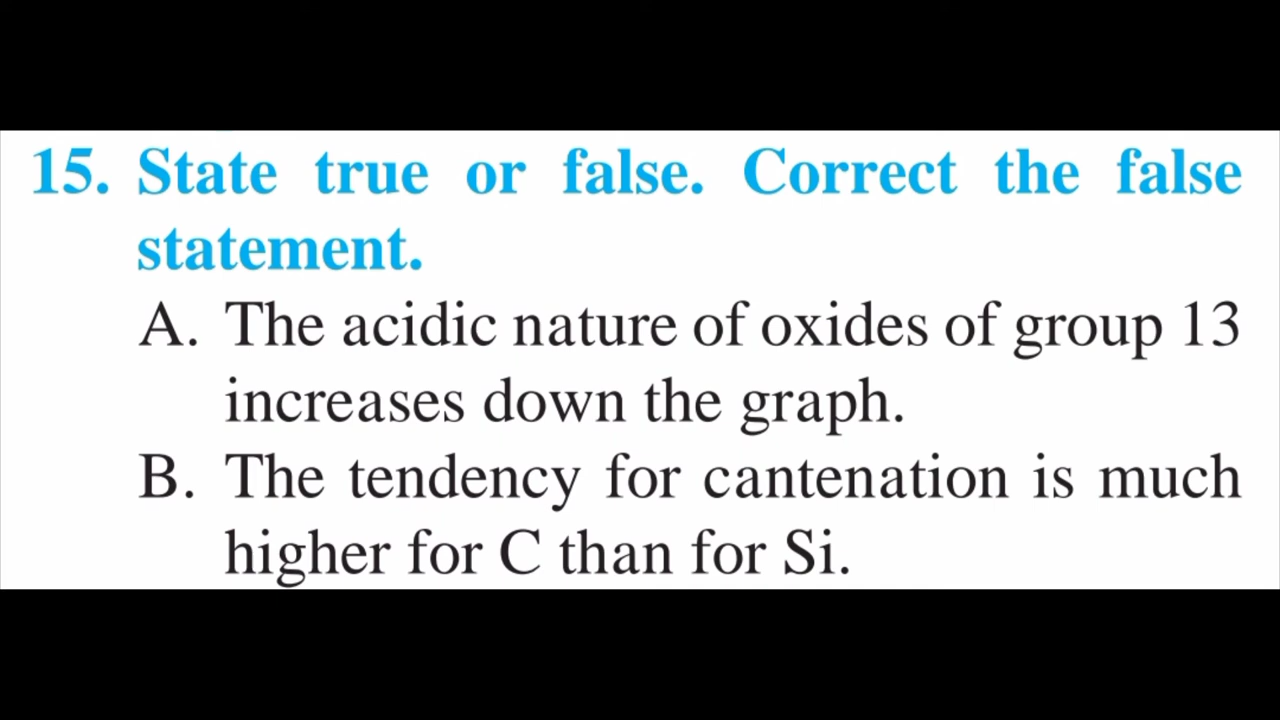 15. State true or false. Correct the false
statement.
A. The acidic nature of oxides of group 13
increases down the graph.
B. The tendency for cantenation is much
higher for C than for Si.